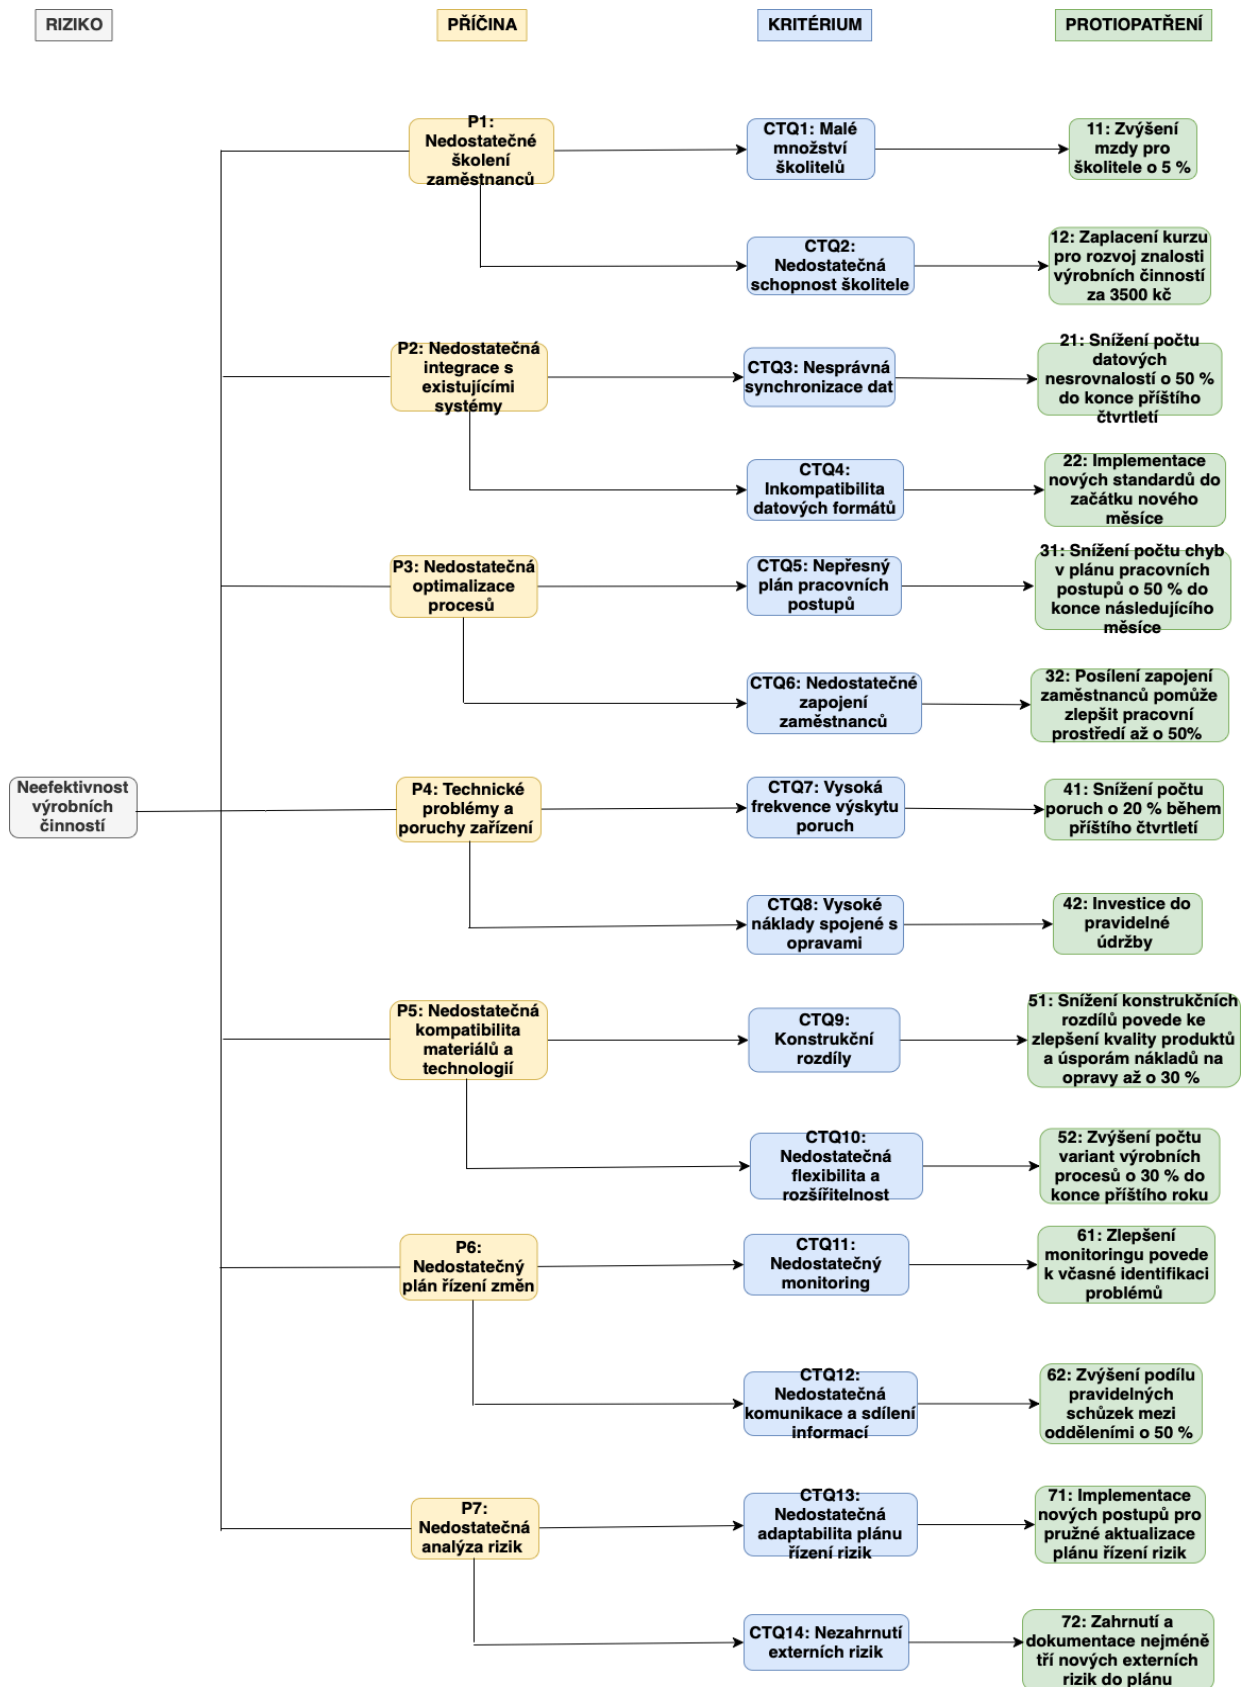 RIZIKO
PŘÍČINA
KRITÉRIUM
PROTIOPATŘENÍ
P1:
Nedostatečné
školení
zaměstnanců
CTQ1: Malé
množství
školitelů
11: Zvýšení
mzdy pro
školitele o 5 %
CTQ2:
Nedostatečná
schopnost školitele
12: Zaplacení kurzu
pro rozvoj znalosti
výrobních činností
za 3500 kč
P2: Nedostatečná
integrace s
existujícími
systémy
CTQ3: Nesprávná
synchronizace dat
21: Snížení počtu
datových
nesrovnalostí o 50 %
do konce příštího
čtvrtletí
CTQ4:
Inkompatibilita
datových formátů
22: Implementace
nových standardů do
začátku nového
měsíce
P3: Nedostatečná
optimalizace
procesů
CTQ5: Nepřesný
plán pracovních
postupů
31: Snížení počtu chyb
v plánu pracovních
postupů o 50 % do
konce následujícího
měsíce
CTQ6: Nedostatečné
zapojení
zaměstnanců
32: Posílení zapojení
zaměstnanců pomůže
zlepšit pracovní
prostředí až o 50%
Neefektivnost
výrobních
činností
P4: Technické
problémy a
poruchy zařízení
CTQ7: Vysoká
frekvence výskytu
poruch
41: Snížení počtu
poruch o 20 % během
příštího čtvrtletí
CTQ8: Vysoké
náklady spojené s
opravami
42: Investice do
pravidelné
údržby
P5: Nedostatečná
kompatibilita
materiálů a
technologií
CTQ9:
Konstrukční
rozdíly
51: Snížení konstrukčních
rozdílů povede ke
zlepšení kvality produktů
a úsporám nákladů na
opravy až o 30 %
CTQ10:
Nedostatečná
flexibilita a
rozšířitelnost
52: Zvýšení počtu
variant výrobních
procesů o 30 % do
konce příštího roku
P6:
Nedostatečný
plán řízení změn
CTQ11:
Nedostatečný
monitoring
61: Zlepšení
monitoringu povede
k včasné identifikaci
problémů
CTQ12:
Nedostatečná
komunikace a sdílení
informací
62: Zvýšení podílu
pravidelných
schůzek mezi
odděleními o 50 %
P7:
Nedostatečná
analýza rizik
CTQ13:
Nedostatečná
adaptabilita plánu
řízení rizik
71: Implementace
nových postupů pro
pružné aktualizace
plánu řízení rizik
CTQ14: Nezahrnutí
externích rizik
72: Zahrnutí a
dokumentace nejméně
tří nových externích
rizik do plánu